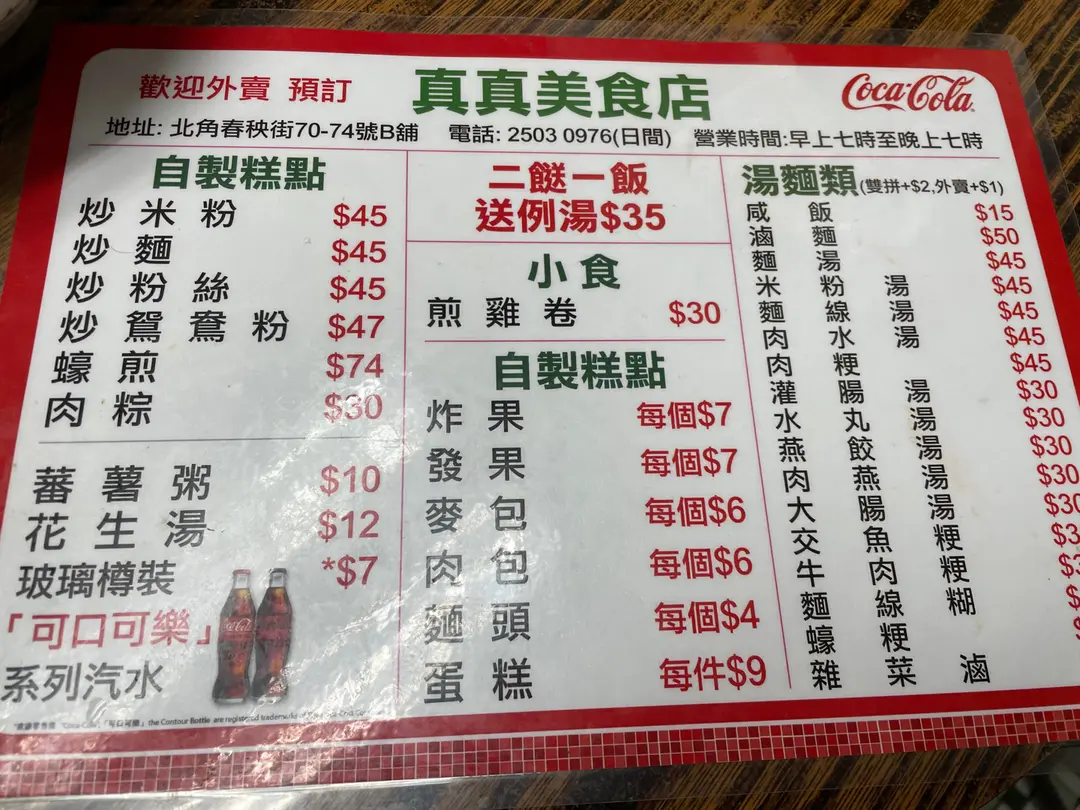 歡迎外賣 預訂
真真美食店
Coca-Cola
地址: 北角春秧街70-74號B舖 電話: 2503 0976(日間) 營業時間:早上七時至晚上七時
自製糕點
炒米粉 $45
炒麵 $45
炒粉絲 $45
炒鴛鴦粉 $47
蠔煎 $74
肉粽 $30
蕃薯粥 $10
花生湯 $12
玻璃樽裝 *$7
「可口可樂」
系列汽水
二餸一飯
送例湯$35
小食
煎雞卷 $30
自製糕點
炸果 每個$7
發果 每個$7
麥包 每個$6
肉包 每個$6
麵頭 每個$4
蛋糕 每件$9
湯麵類(雙拼+$2,外賣+$1)
咸飯 $15
滷麵 $50
麵湯 $45
米粉湯 $45
麵線湯 $45
肉水湯 $45
肉粳 $45
灌腸湯 $30
水丸湯 $30
燕餃湯 $30
肉燕湯 $30
大腸湯
交魚粳
牛肉粳
麵線糊
蠔粳
雜菜滷
the Contour Bottle are registered trademarks of